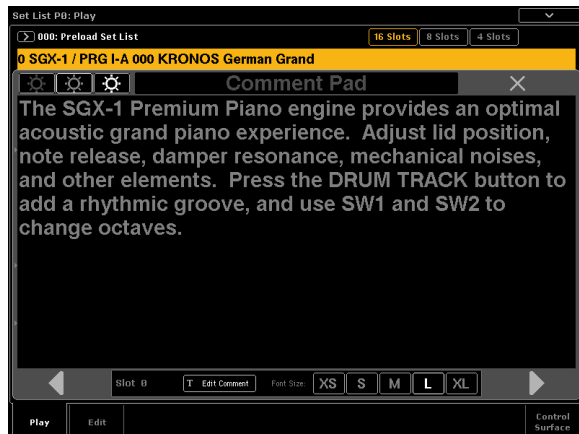 Set List P0: Play
000: Preload Set List
16 Slots
8 Slots
4 Slots
0 SGX-1 / PRG I-A 000 KRONOS German Grand
Comment Pad
The SGX-1 Premium Piano engine provides an optimal
acoustic grand piano experience. Adjust lid position,
note release, damper resonance, mechanical noises,
and other elements. Press the DRUM TRACK button to
add a rhythmic groove, and use SW1 and SW2 to
change octaves.
Slot 0
T Edit Comment
Font Size:
XS
S
M
L
XL
Play
Edit
Control
Surface